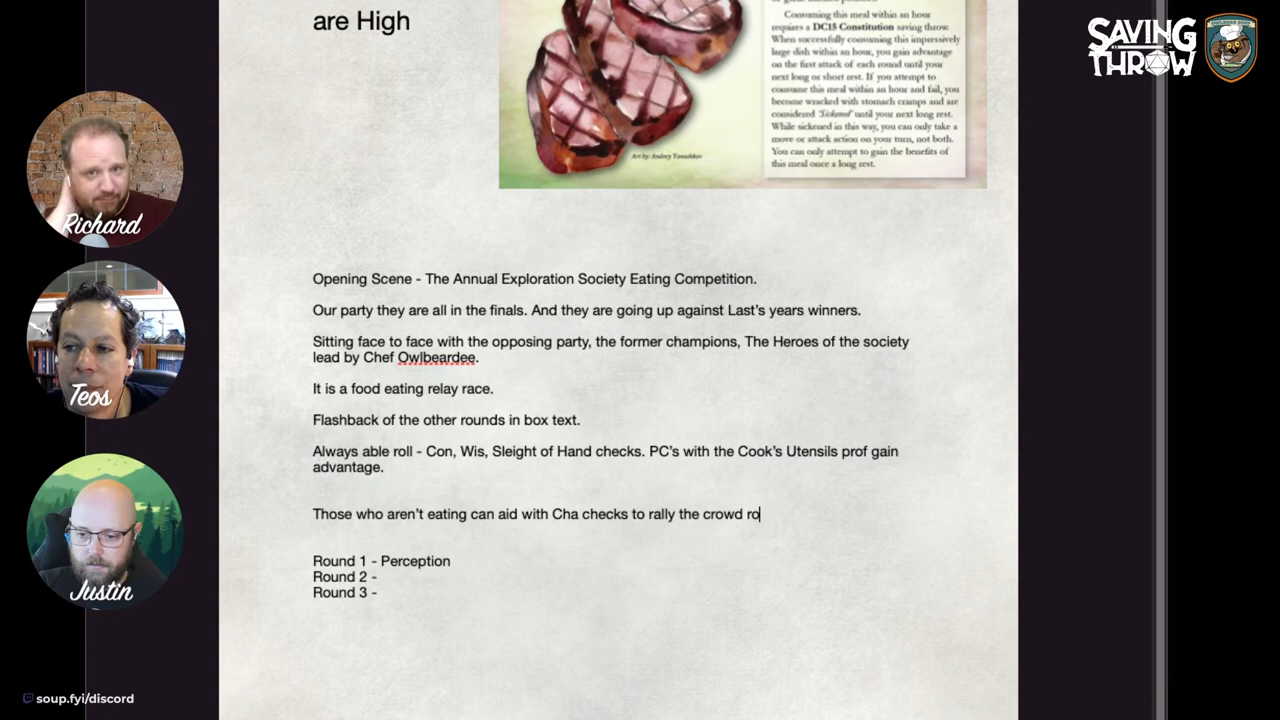 are High
Consuming this meal within an hour
requires a DC15 Constitution saving throw.
When successfully consuming this impressively
large dish within an hour, you gain advantage
on the first attack of each round until your
next long or short rest. If you attempt to
consume this meal within an hour and fail, you
become wracked with stomach cramps and are
considered 'Sickened' until your next long rest.
While sickened in this way, you can only take a
move or attack action on your turn, not both.
You can only attempt to gain the benefits of
this meal once a long rest.
Art by: Andrey
SAVING
THROW
Richard
Teos
Justin
Opening Scene - The Annual Exploration Society Eating Competition.
Our party they are all in the finals. And they are going up against Last's years winners.
Sitting face to face with the opposing party, the former champions, The Heroes of the society
lead by Chef Owlbeardee.
It is a food eating relay race.
Flashback of the other rounds in box text.
Always able roll - Con, Wis, Sleight of Hand checks. PC's with the Cook's Utensils prof gain
advantage.
Those who aren't eating can aid with Cha checks to rally the crowd ro
Round 1 - Perception
Round 2 -
Round 3 -
soup.fyi/discord